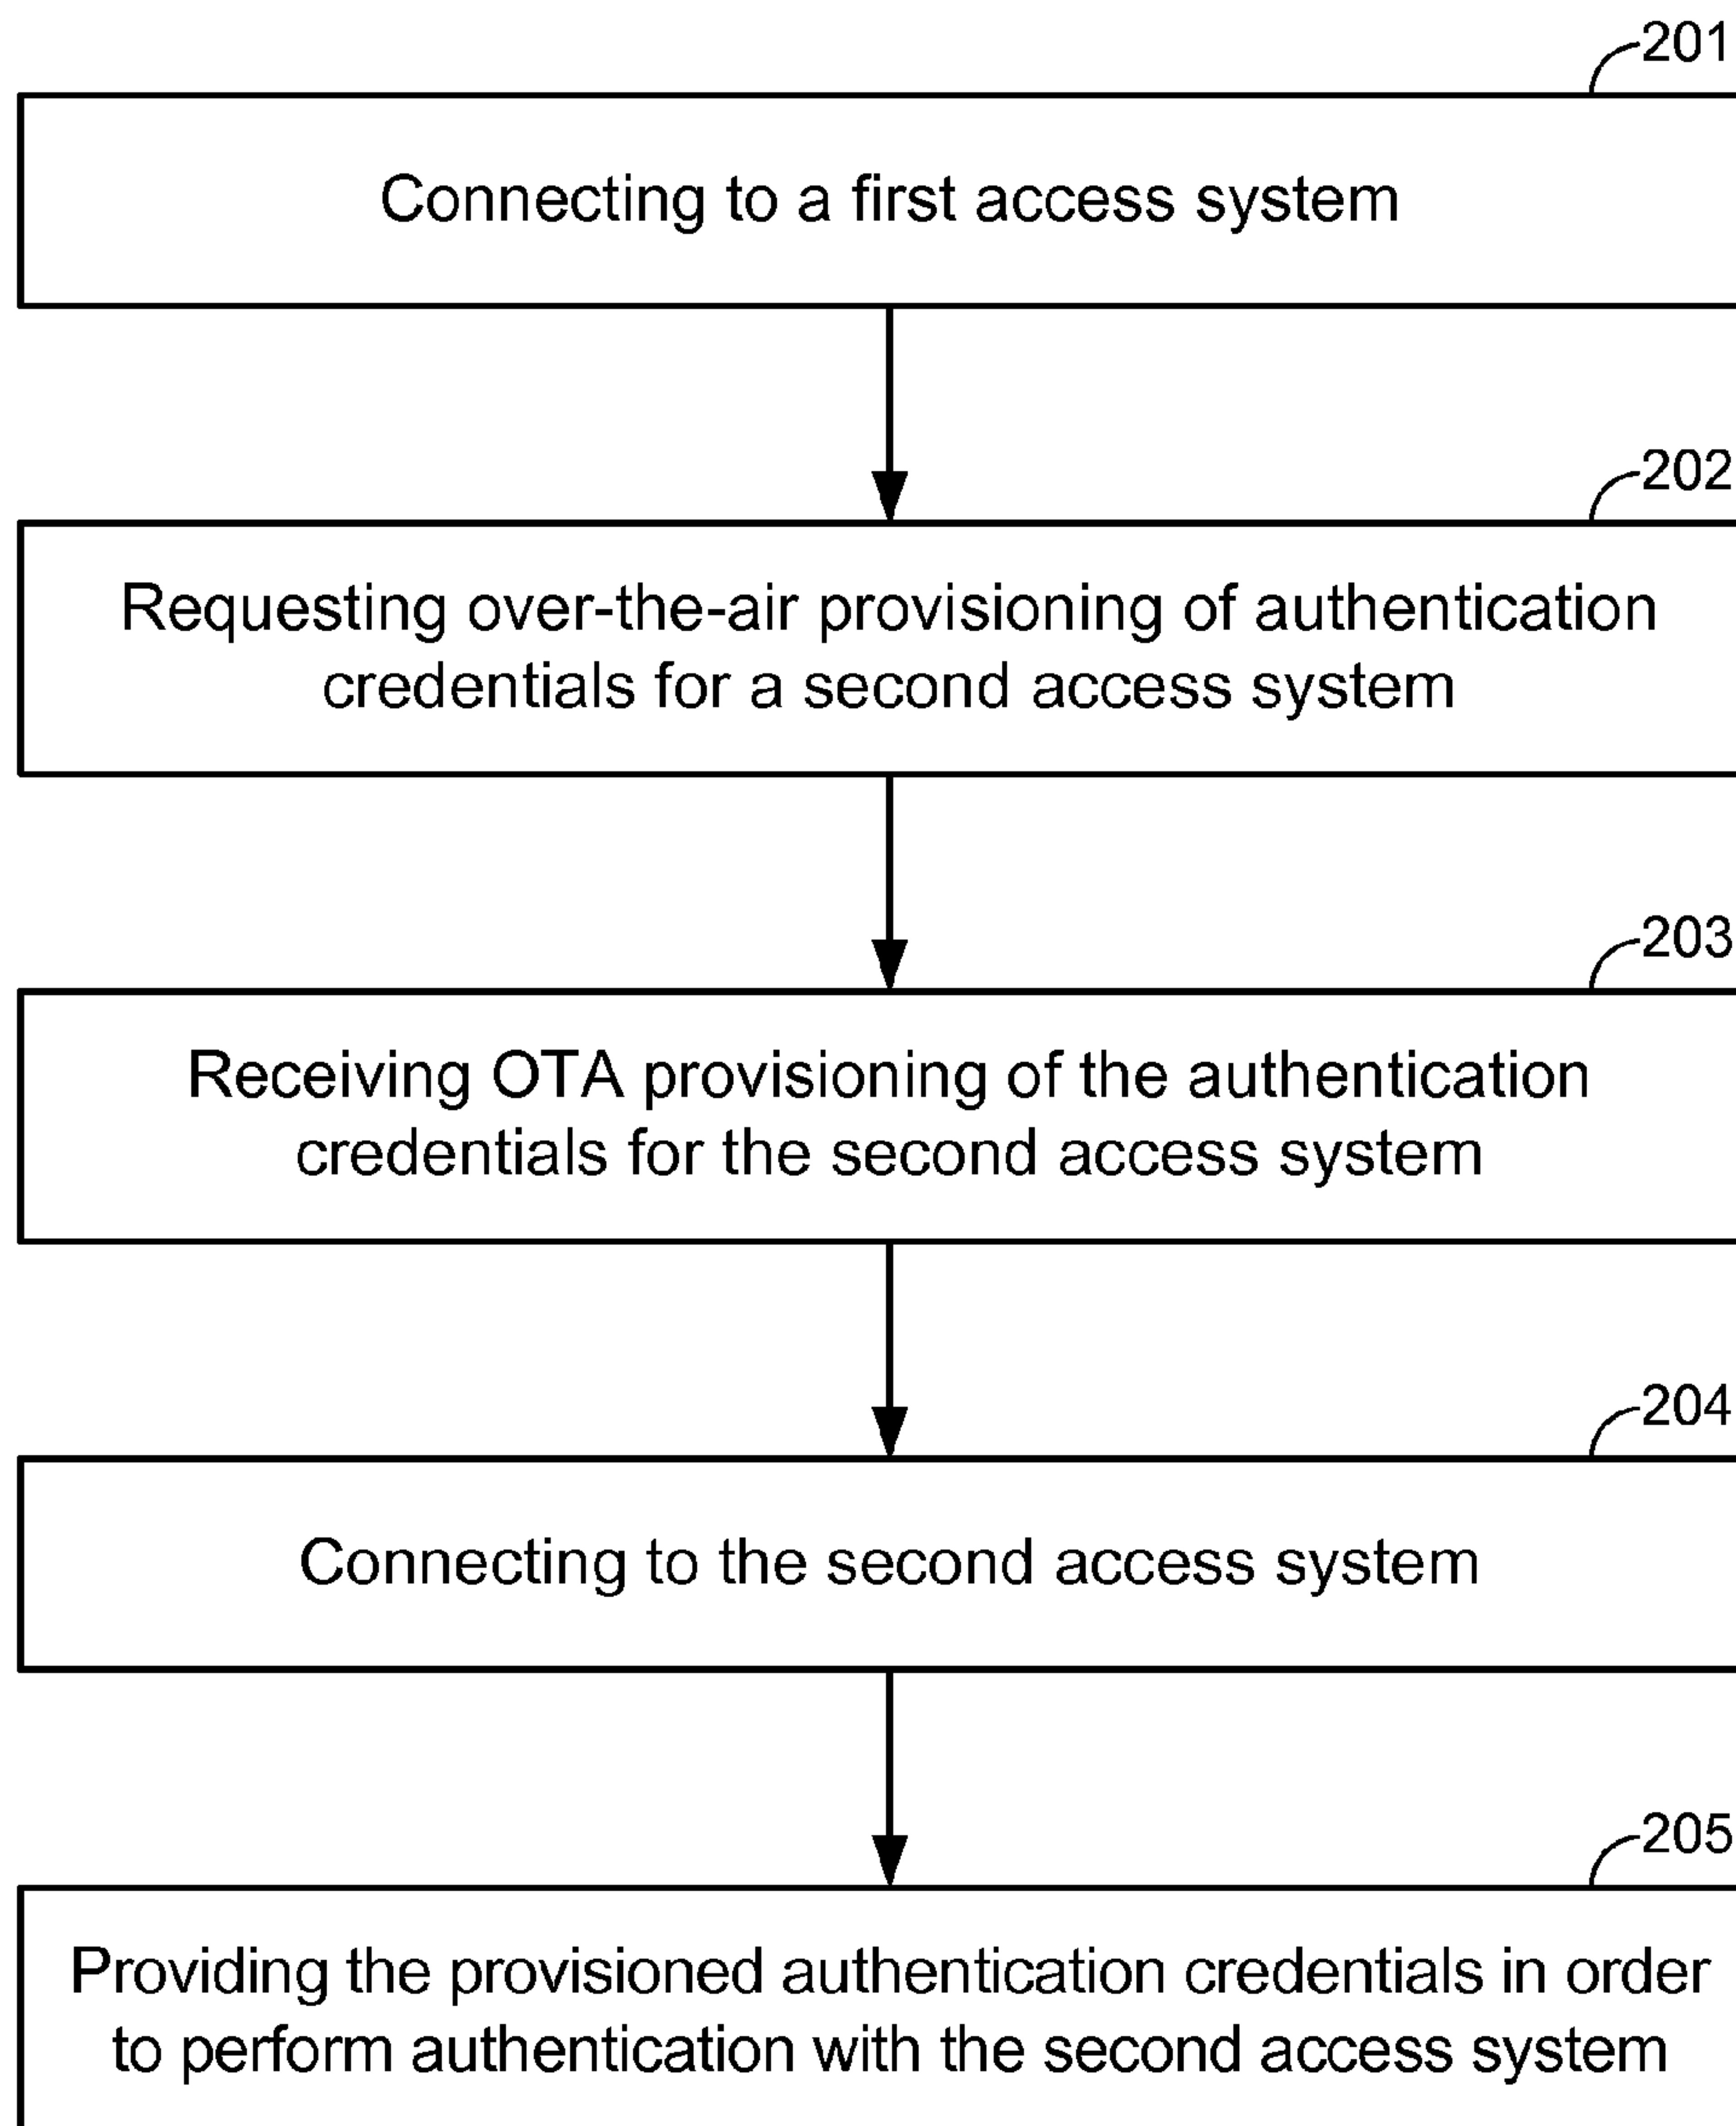 201
Connecting to a first access system
202
Requesting over-the-air provisioning of authentication
credentials for a second access system
203
Receiving OTA provisioning of the authentication
credentials for the second access system
204
Connecting to the second access system
205
Providing the provisioned authentication credentials in order
to perform authentication with the second access system